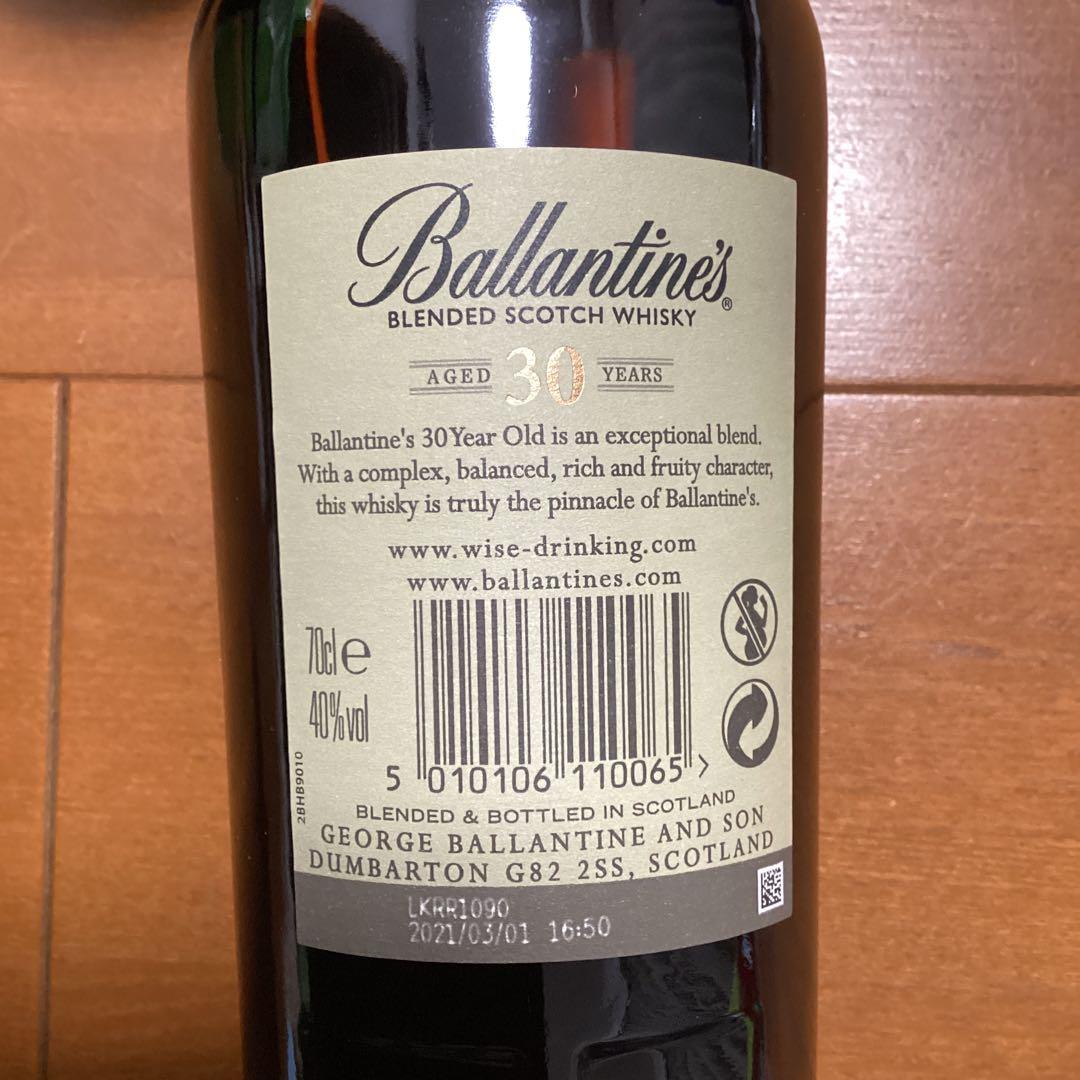 Ballantine's®
BLENDED SCOTCH WHISKY
AGED 30 YEARS
Ballantine's 30 Year Old is an exceptional blend.
With a complex, balanced, rich and fruity character,
this whisky is truly the pinnacle of Ballantine's.
www.wise-drinking.com
www.ballantines.com
70cl e
40%vol
5 010106 110065 >
2BHB9010
BLENDED & BOTTLED IN SCOTLAND
GEORGE BALLANTINE AND SON
DUMBARTON G82 2SS, SCOTLAND
LKRR1090
2021/03/01 16:50